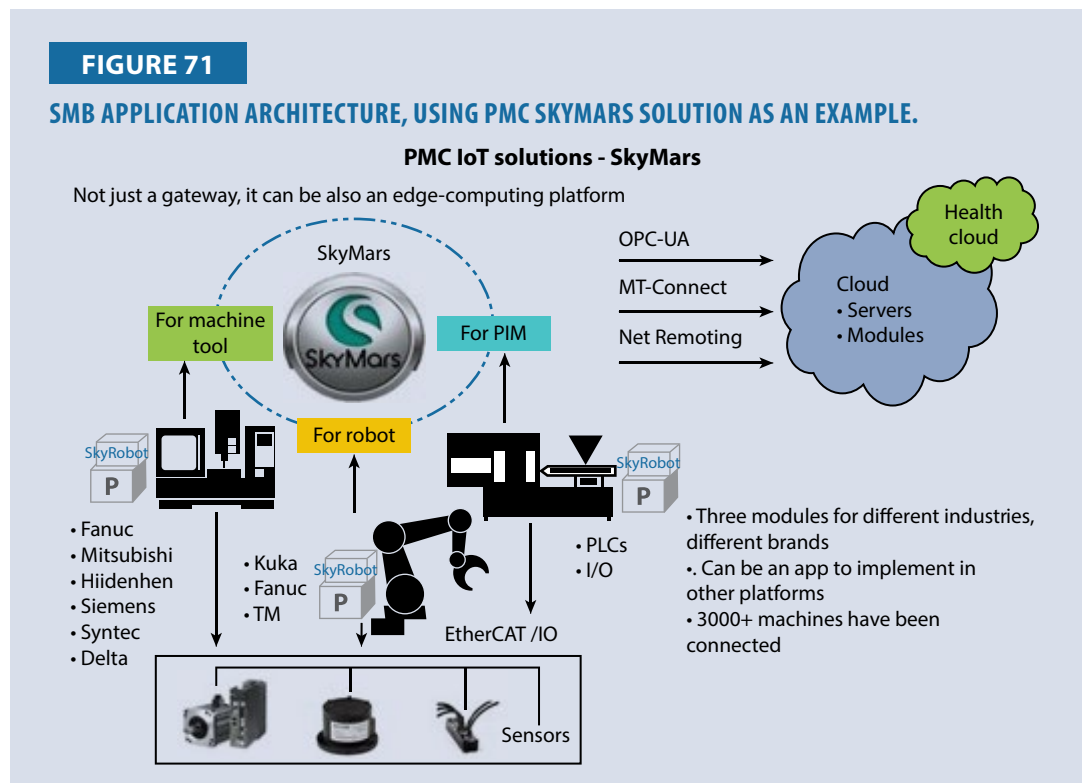 FIGURE 71
SMB APPLICATION ARCHITECTURE, USING PMC SKYMARS SOLUTION AS AN EXAMPLE.
PMC IoT solutions - SkyMars
Not just a gateway, it can be also an edge-computing platform
SkyMars
SkyMars
For machine
tool
For PIM
For robot
OPC-UA
MT-Connect
Net Remoting
Health
cloud
Cloud
• Servers
• Modules
SkyRobot
P
• Fanuc
• Mitsubishi
• Hiidenhen
• Siemens
• Syntec
• Delta
• Kuka
• Fanuc
• TM
SkyRobot
P
SkyRobot
P
• PLCs
• I/O
EtherCAT /IO
• Three modules for different industries,
different brands
•. Can be an app to implement in
other platforms
• 3000+ machines have been
connected
Sensors